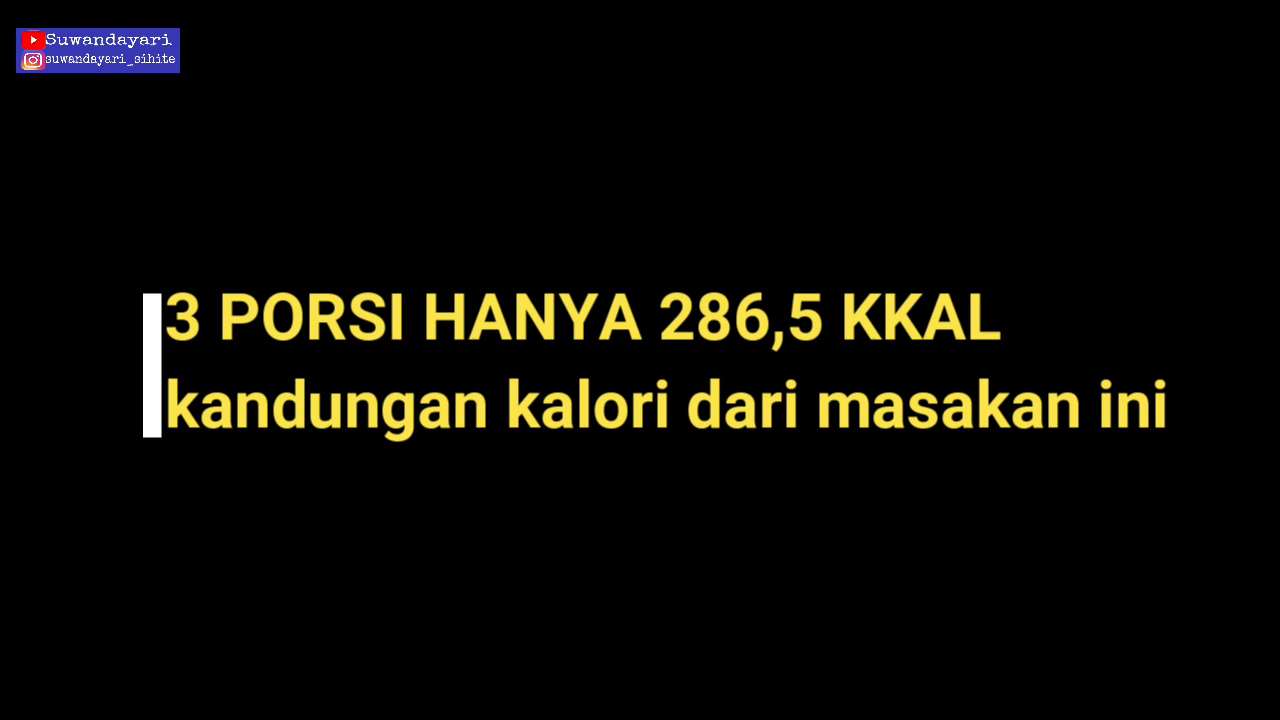 Suwandayari
suwandayari_sihite
3 PORSI HANYA 286,5 KKAL
kandungan kalori dari masakan ini